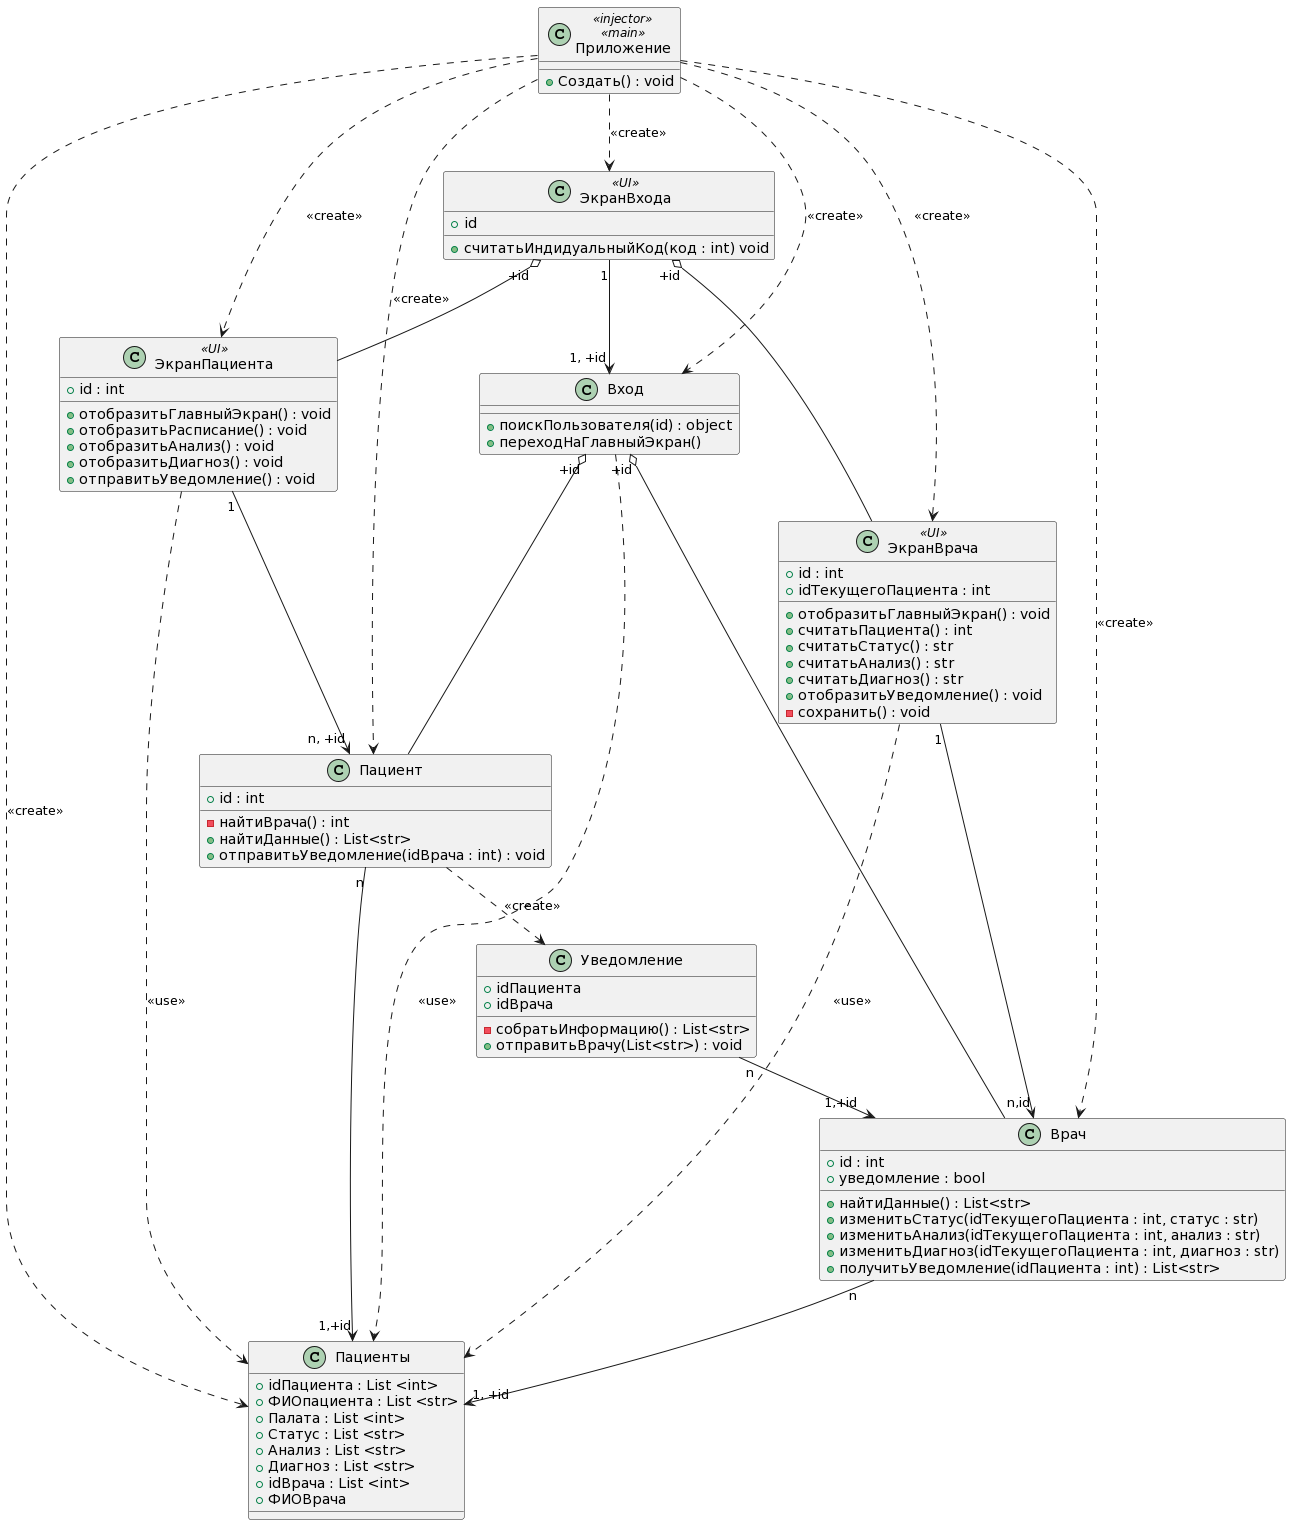 «injector»
«main»
C Приложение
Создать() : void
«create»
«UI»
C ЭкранВхода
id
считатьИндидуальныйКод(код : int) void
«create»
«create»
«create»
+id
1
+id
«create»
1, +id
«UI»
C ЭкранПациента
id : int
отобразитьГлавныйЭкран() : void
отобразитьРасписание() : void
отобразитьАнализ() : void
отобразитьДиагноз() : void
отправитьУведомление() : void
1
C Вход
поискПользователя(id) : object
переходНаГлавныйЭкран()
+id
+id
«UI»
C ЭкранВрача
id : int
idТекущегоПациента : int
отобразитьГлавныйЭкран() : void
считатьПациента() : int
считатьСтатус() : str
считатьАнализ() : str
считатьДиагноз() : str
отобразитьУведомление() : void
сохранить() : void
1
«create»
n, +id
C Пациент
id : int
найтиВрача() : int
найтиДанные() : List<str>
отправитьУведомление(idВрача : int) : void
n
«create»
«create»
C Уведомление
idПациента
idВрача
собратьИнформацию() : List<str>
отправитьВрачу(List<str>) : void
n
«use»
«use»
«use»
1,+id
n,id
C Врач
id : int
уведомление : bool
найтиДанные() : List<str>
изменитьСтатус(idТекущегоПациента : int, статус : str)
изменитьАнализ(idТекущегоПациента : int, анализ : str)
изменитьДиагноз(idТекущегоПациента : int, диагноз : str)
получитьУведомление(idПациента : int) : List<str>
n
1,+id
1, +id
C Пациенты
idПациента : List <int>
ФИОпациента : List <str>
Палата : List <int>
Статус : List <str>
Анализ : List <str>
Диагноз : List <str>
idВрача : List <int>
ФИОВрача